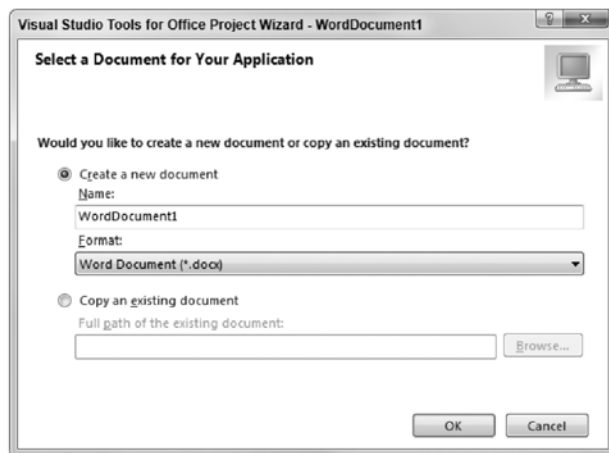 Visual Studio Tools for Office Project Wizard - WordDocument1
Select a Document for Your Application
Would you like to create a new document or copy an existing document?
Create a new document
Name:
WordDocument1
Format:
Word Document (*.docx)
Copy an existing document
Full path of the existing document:
Browse...
OK Cancel